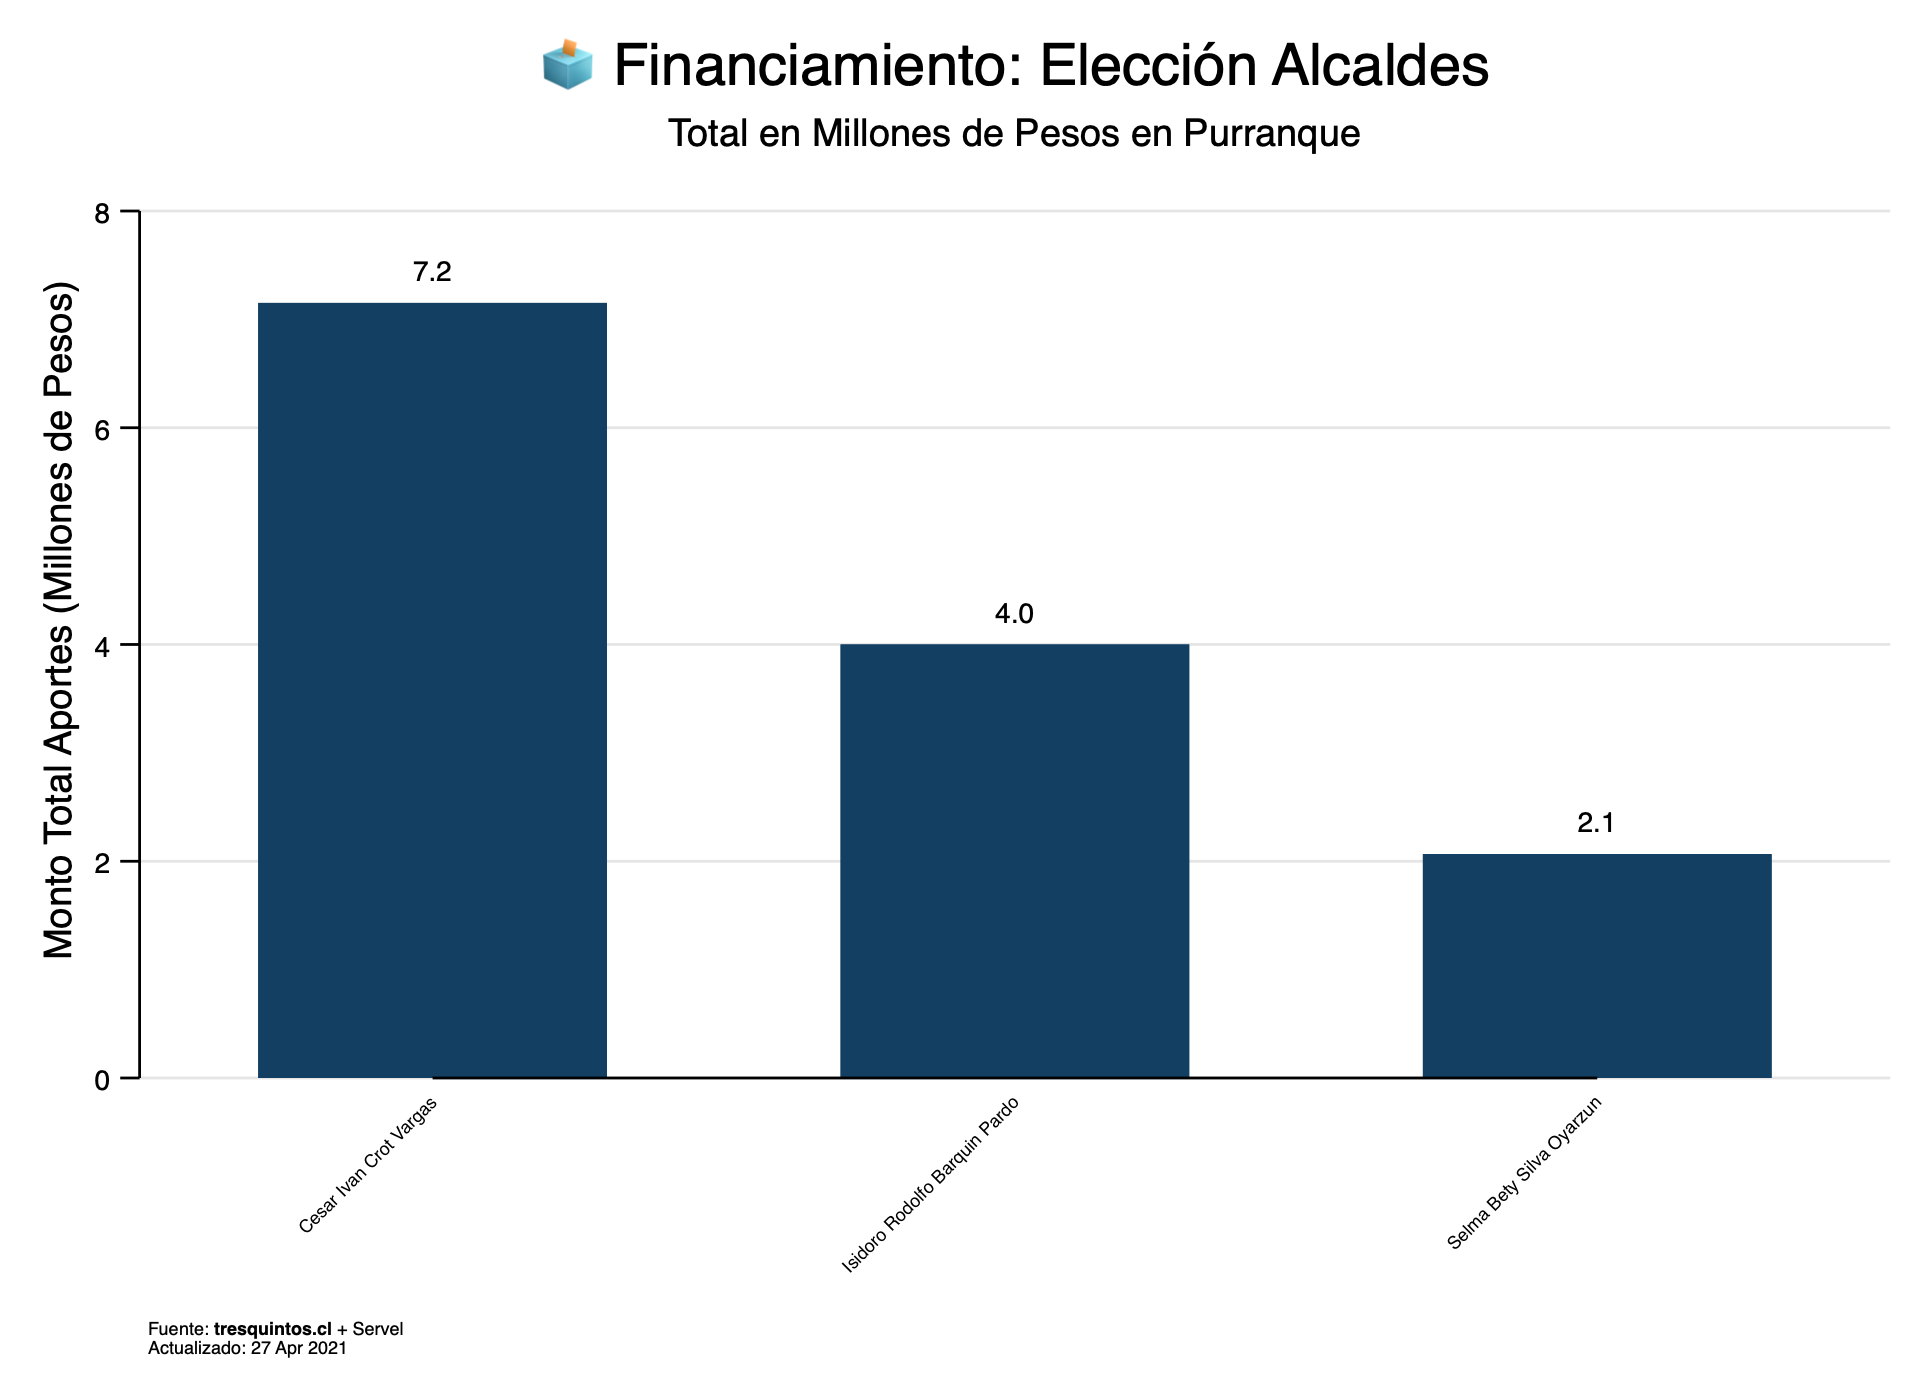 Financiamiento: Elección Alcaldes
Total en Millones de Pesos en Purranque
Monto Total Aportes (Millones de Pesos)
8
6
4
2
0
7.2
4.0
2.1
Cesar Ivan Crot Vargas
Isidoro Rodolfo Barquin Pardo
Selma Bety Silva Oyarzun
Fuente: tresquintos.cl + Servel
Actualizado: 27 Apr 2021